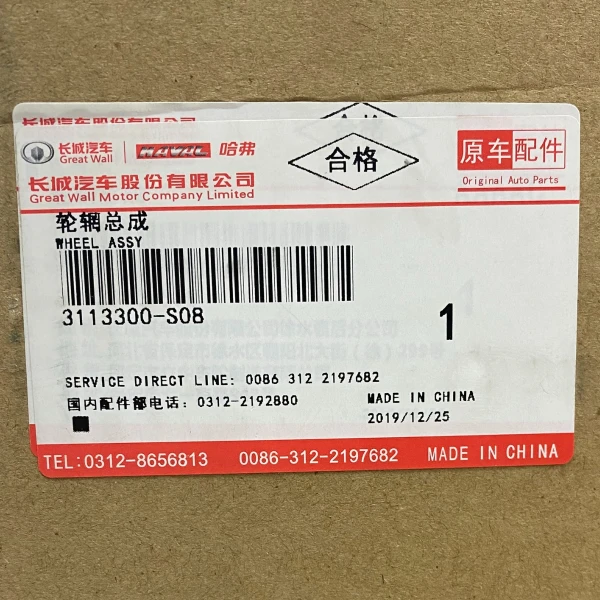 长城汽车 Great Wall HAVAL 哈弗
长城汽车股份有限公司
Great Wall Motor Company Limited
合格
原车配件
Original Auto Parts
轮辋总成
WHEEL ASSY
3113300-S08
1
SERVICE DIRECT LINE: 0086 312 2197682
国内配件部电话: 0312-2192880
MADE IN CHINA
2019/12/25
TEL:0312-8656813 0086-312-2197682 MADE IN CHINA